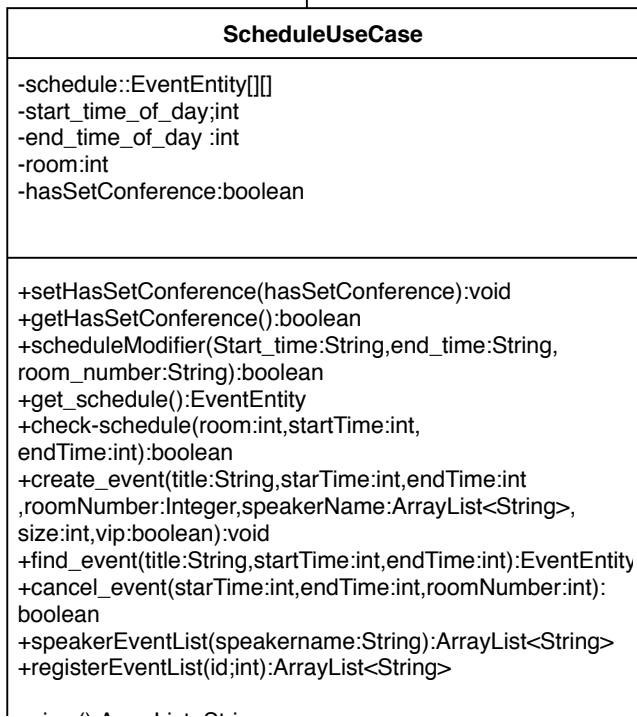 ScheduleUseCase
-schedule::EventEntity[][]
-start_time_of_day;int
-end_time_of_day :int
-room:int
-hasSetConference:boolean
+setHasSetConference(hasSetConference):void
+getHasSetConference():boolean
+scheduleModifier(Start_time:String,end_time:String,
room_number:String):boolean
+get_schedule():EventEntity
+check-schedule(room:int,startTime:int,
endTime:int):boolean
+create_event(title:String,starTime:int,endTime:int
,roomNumber:Integer,speakerName:ArrayList<String>,
size:int,vip:boolean):void
+find_event(title:String,startTime:int,endTime:int):EventEntity
+cancel_event(starTime:int,endTime:int,roomNumber:int):
boolean
+speakerEventList(speakername:String):ArrayList<String>
+registerEventList(id;int):ArrayList<String>